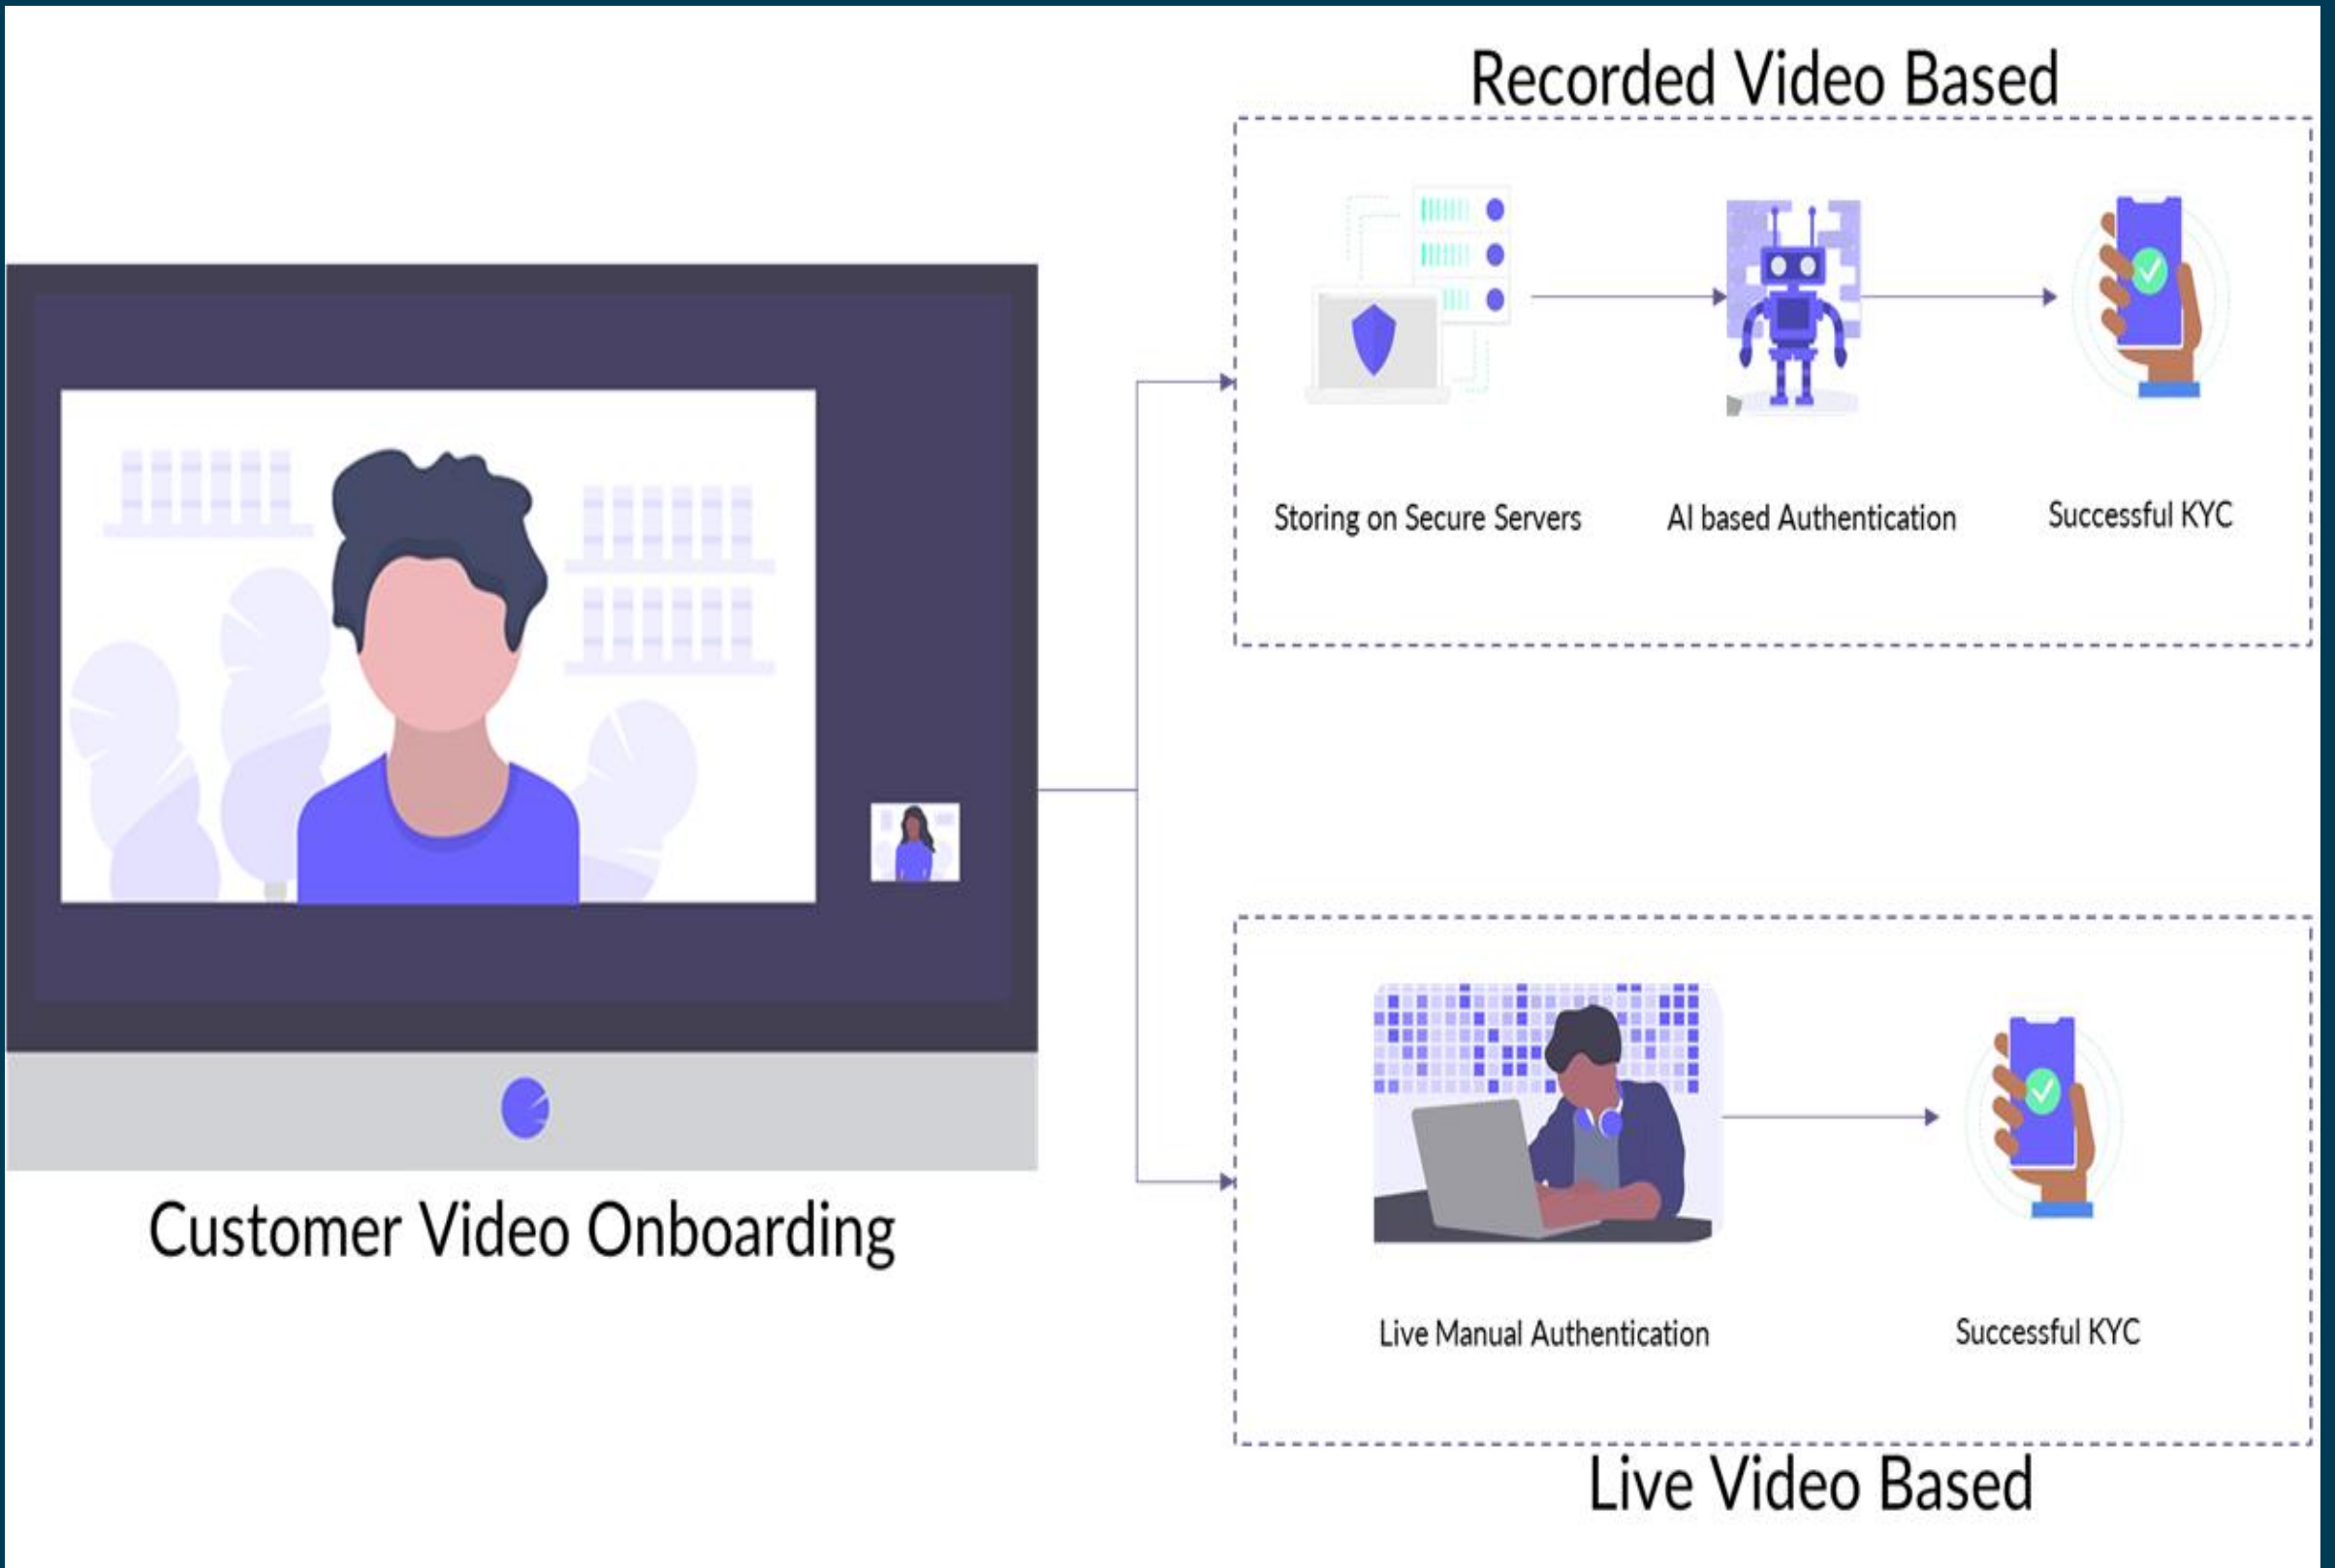 Recorded Video Based
Storing on Secure Servers
AI based Authentication
Successful KYC
Customer Video Onboarding
Live Manual Authentication
Successful KYC
Live Video Based